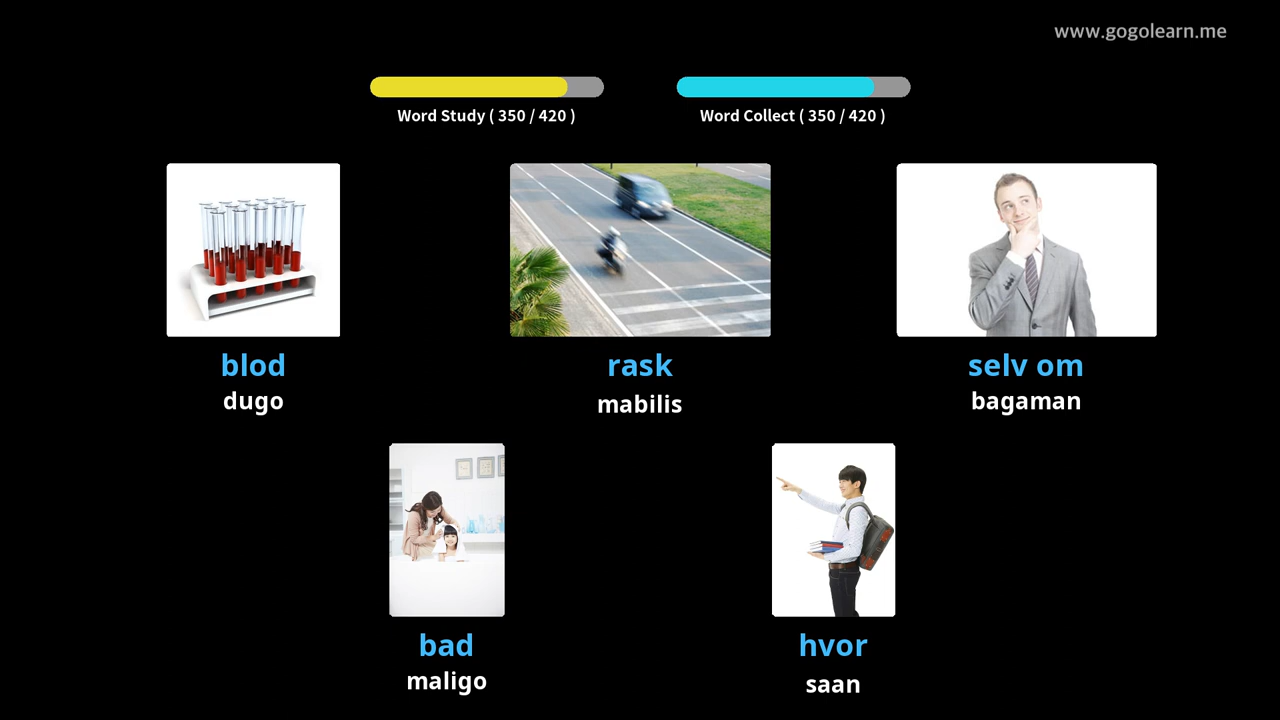 www.gogolearn.me
Word Study ( 350 / 420 )
Word Collect ( 350 / 420 )
blod
dugo
rask
mabilis
selv om
bagaman
bad
maligo
hvor
saan